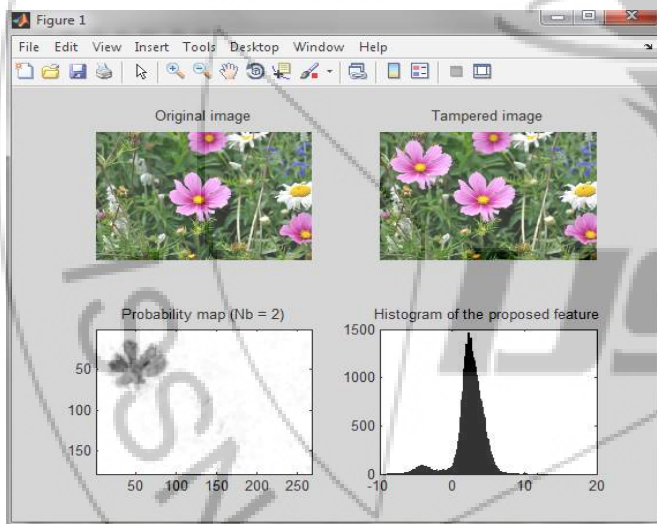 Figure 1
File Edit View Insert Tools Desktop Window Help
Original image
Tampered image
Probability map (Nb = 2)
50
100
150
50 100 150 200 250
Histogram of the proposed feature
1500
1000
500
0
-10 0 10 20
ISSN